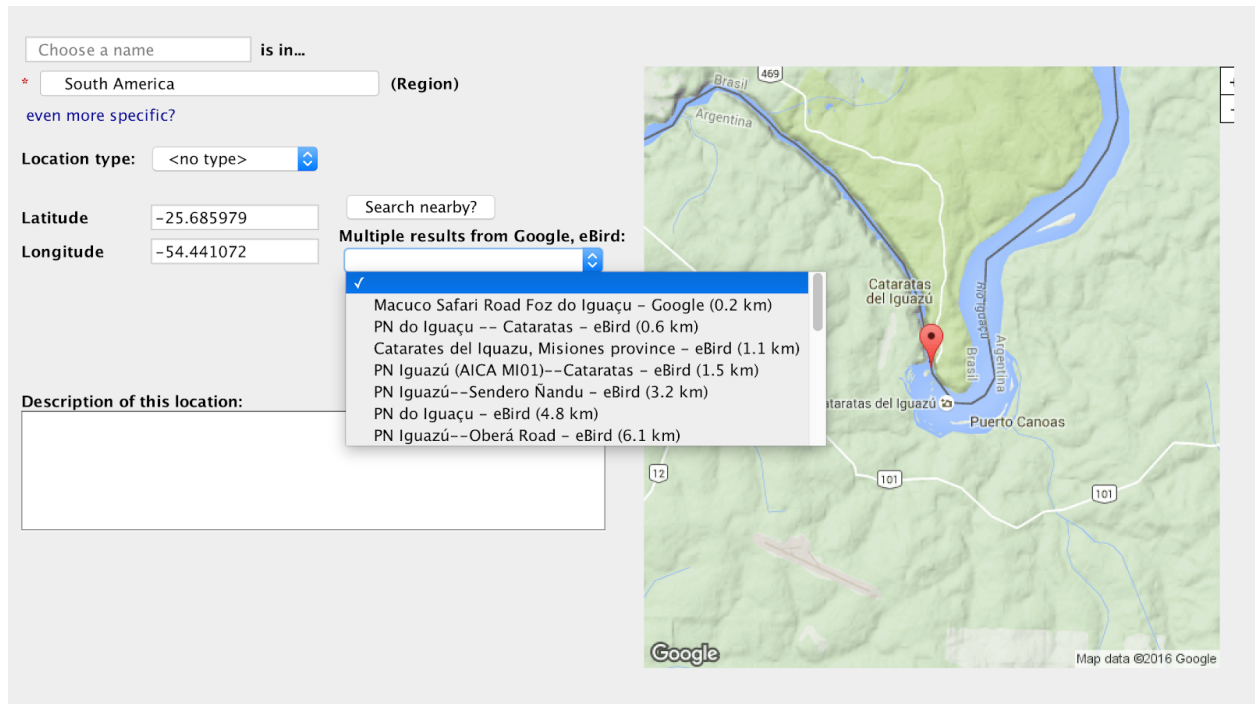 Choose a name is in...
* South America (Region)
even more specific?
Location type: <no type>
Latitude -25.685979 Search nearby?
Longitude -54.441072
Multiple results from Google, eBird:
✓
Macuco Safari Road Foz do Iguaçu – Google (0.2 km)
PN do Iguaçu -- Cataratas – eBird (0.6 km)
Catarates del Iquazu, Misiones province – eBird (1.1 km)
PN Iguazú (AICA MI01)--Cataratas – eBird (1.5 km)
PN Iguazú--Sendero Ñandu – eBird (3.2 km)
PN do Iguaçu – eBird (4.8 km)
PN Iguazú--Oberá Road – eBird (6.1 km)
Description of this location:
469
Brasil
Argentina
Cataratas
del Iguazú
Rio Iguaçu
Argentina
Brasil
ataratas del Iguazú
Puerto Canoas
12
101
101
Google
Map data ©2016 Google